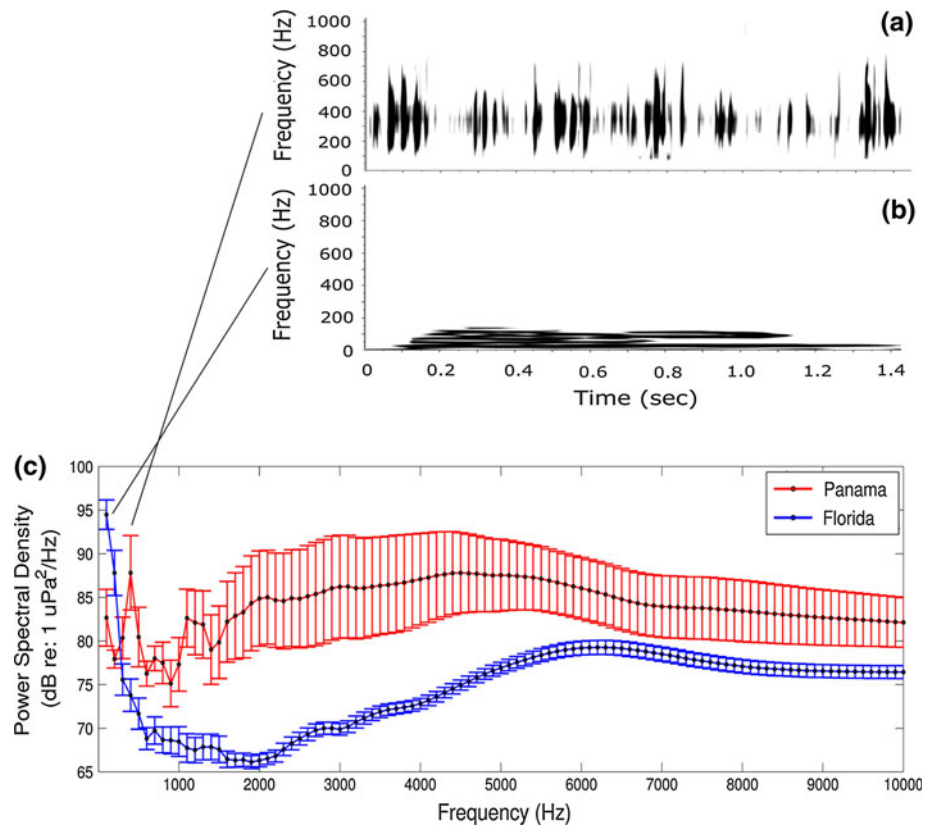 (a)
Frequency (Hz)
1000
800
600
400
200
0
(b)
Frequency (Hz)
1000
800
600
400
200
0
0 0.2 0.4 0.6 0.8 1.0 1.2 1.4
Time (sec)
(c)
Power Spectral Density
(dB re: 1 uPa²/Hz)
100
95
90
85
80
75
70
65
Panama
Florida
1000 2000 3000 4000 5000 6000 7000 8000 9000 10000
Frequency (Hz)